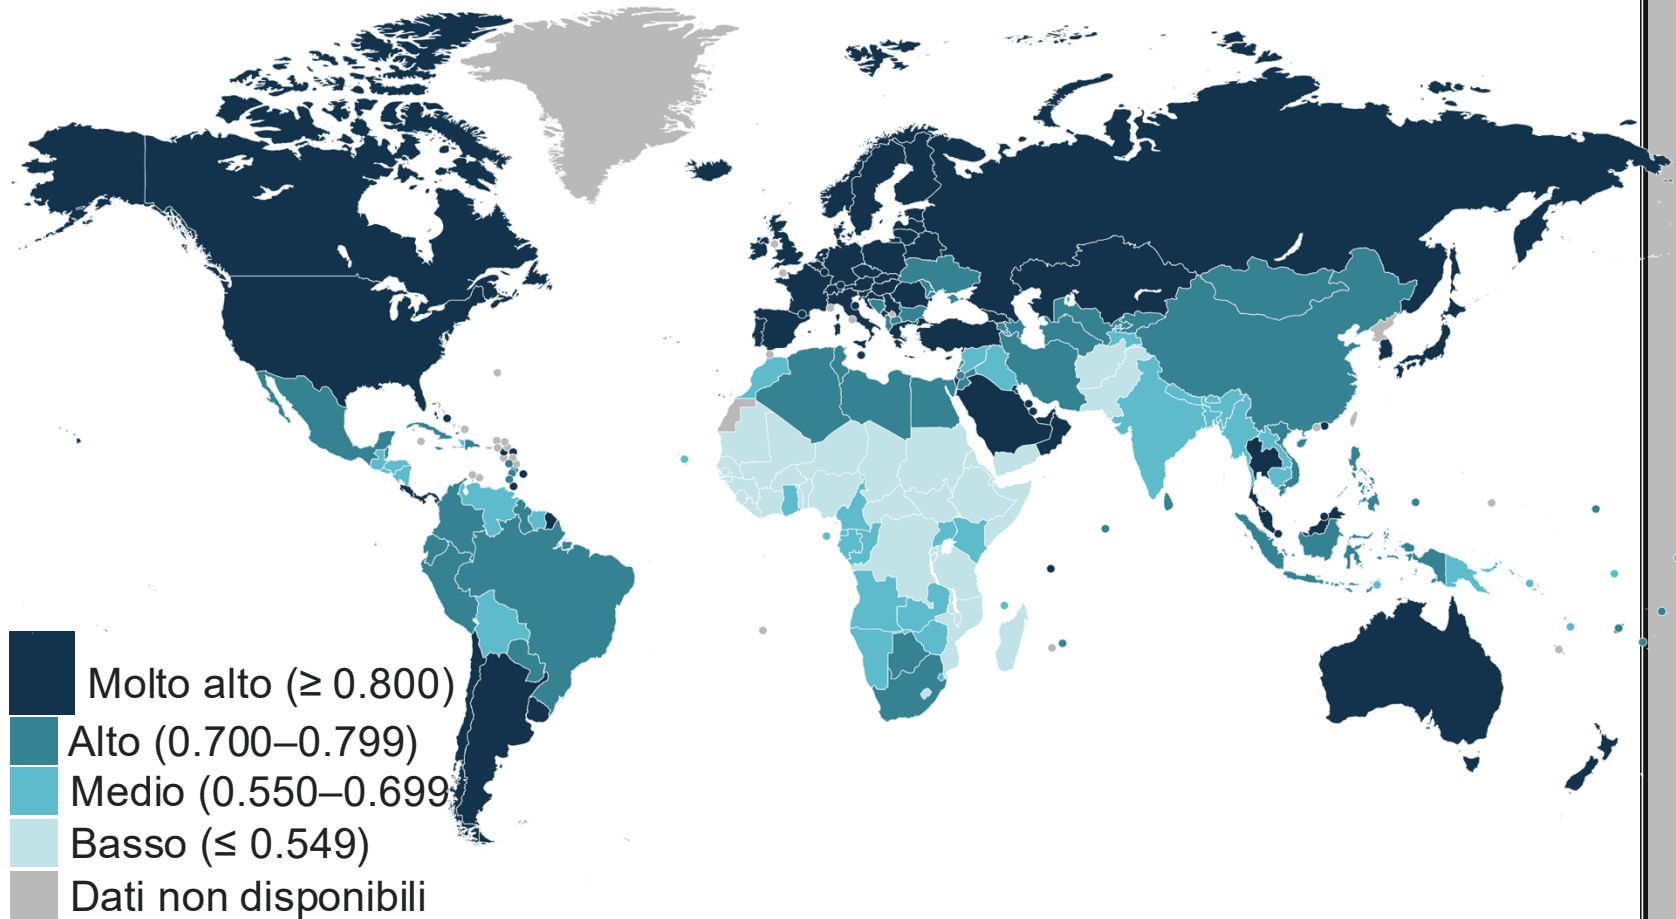 Molto alto (≥ 0.800)
Alto (0.700–0.799)
Medio (0.550–0.699
Basso (≤ 0.549)
Dati non disponibili